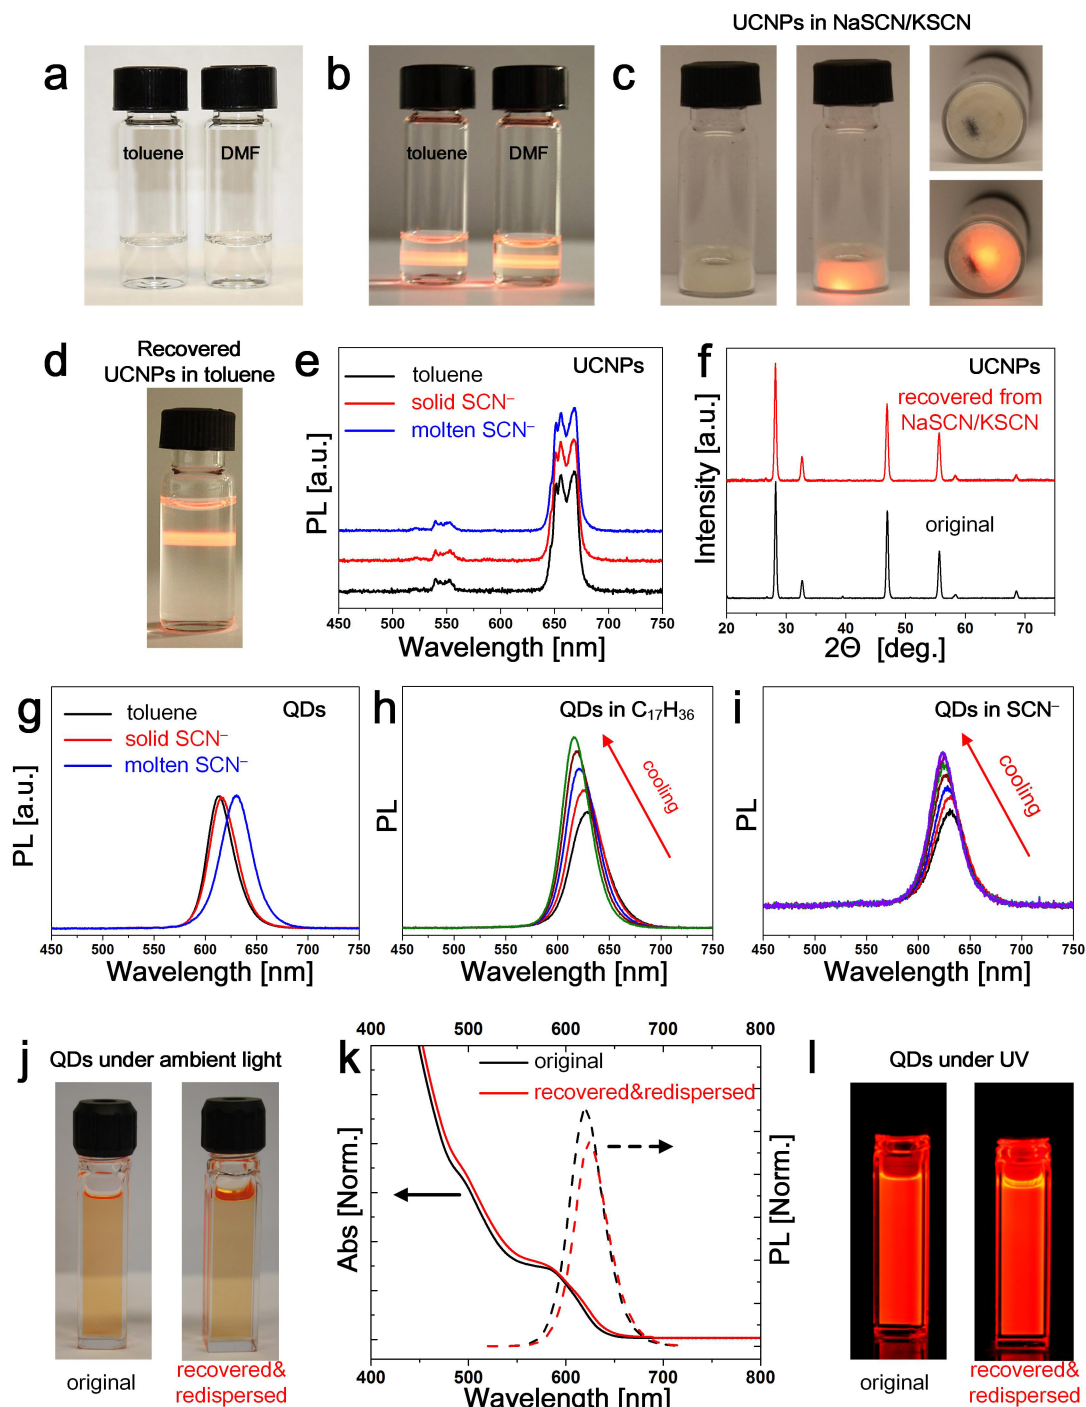 UCNPs in NaSCN/KSCN
a
toluene
DMF
b
toluene
DMF
c
d
Recovered
UCNPs in toluene
e
UCNPs
toluene
solid SCN⁻
molten SCN⁻
PL [a.u.]
450 500 550 600 650 700 750
Wavelength [nm]
f
UCNPs
recovered from
NaSCN/KSCN
original
Intensity [a.u.]
20 30 40 50 60 70
2Θ [deg.]
g
QDs
toluene
solid SCN⁻
molten SCN⁻
PL [a.u.]
450 500 550 600 650 700 750
Wavelength [nm]
h
QDs in C₁₇H₃₆
cooling
PL
450 500 550 600 650 700 750
Wavelength [nm]
i
QDs in SCN⁻
cooling
PL
450 500 550 600 650 700 750
Wavelength [nm]
j
QDs under ambient light
original
recovered&
redispersed
k
400 500 600 700 800
original
recovered&redispersed
Abs [Norm.]
PL [Norm.]
400 500 600 700 800
Wavelength [nm]
l
QDs under UV
original
recovered&
redispersed